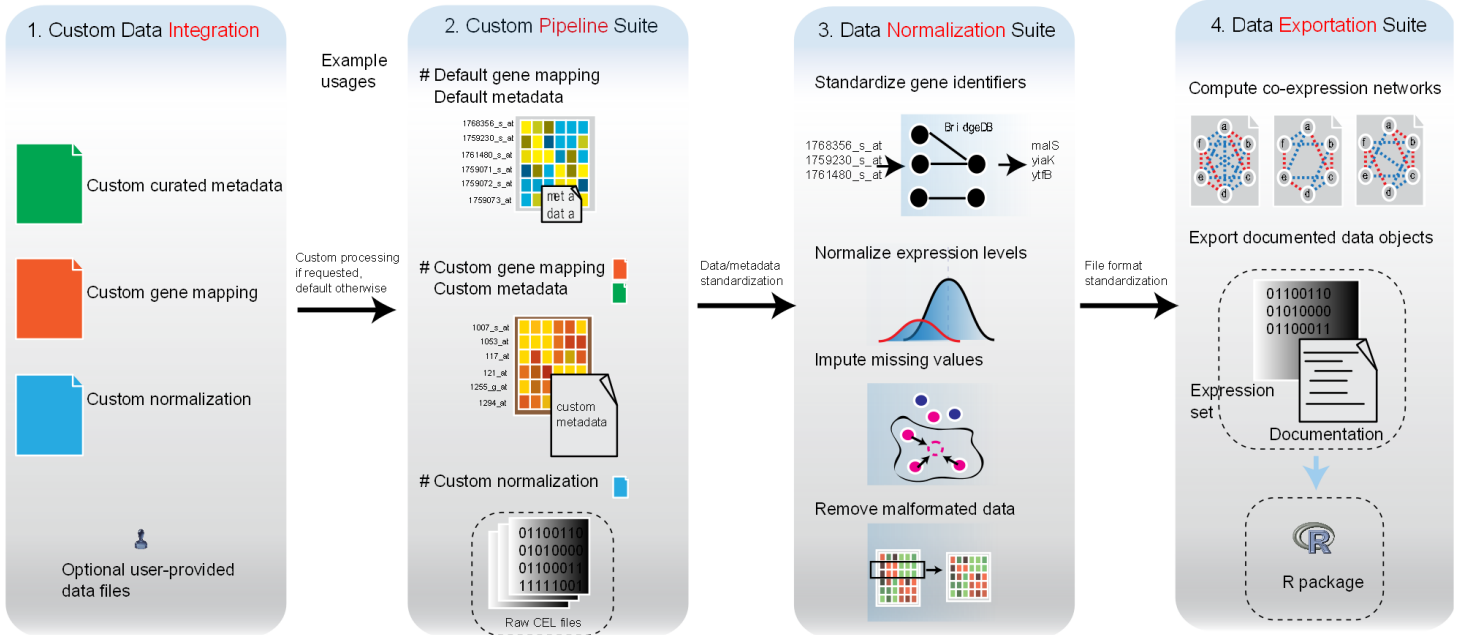 1. Custom Data Integration
Custom curated metadata
Custom gene mapping
Custom normalization
Optional user-provided
data files
Example
usages
Custom processing
if requested,
default otherwise
2. Custom Pipeline Suite
# Default gene mapping
Default metadata
1768356_s_at
1759230_s_at
1761480_s_at
1759071_s_at
1759072_s_at
1759073_at
met a
dat a
# Custom gene mapping
Custom metadata
1007_s_at
1053_at
117_at
121_at
1255_g_at
1294_at
custom
metadata
# Custom normalization
01100110
01010000
01100011
11111001
Raw CEL files
Data/metadata
standardization
3. Data Normalization Suite
Standardize gene identifiers
BridgeDB
1768356_s_at
1759230_s_at
1761480_s_at
malS
yiaK
ytfB
Normalize expression levels
Impute missing values
Remove malformated data
File format
standardization
4. Data Exportation Suite
Compute co-expression networks
a
f b
e c
d
a
f b
e c
d
a
f b
e c
d
Export documented data objects
01100110
01010000
01100011
Expression
set
Documentation
R
R package